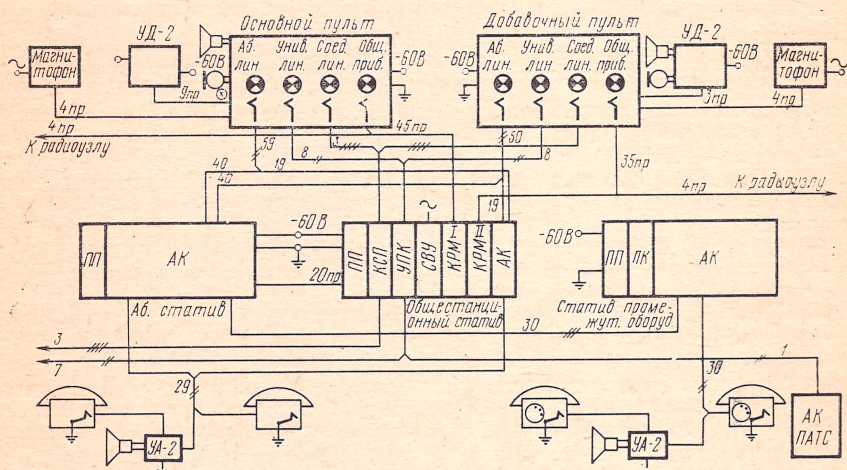 Основной пульт
Добавочный пульт
УД-2
УД-2
Магни-
тофон
-60В
Аб. Унив. Соед. Общ.
лин. лин. лин. приб.
-60В
-60В
Аб. Унив. Соед. Общ.
лин. лин. лин. приб.
-60В
Магни-
тофон
9пр
4пр
4пр
К радиоузлу
45пр
59
8
3
50
8
3пр
4пр
35пр
4пр
К радиоузлу
40
19
40
19
ПП
АК
-60В
20пр
ПП
КСП
УПК
СВУ
КРМ I
КРМ II
АК
-60В
ПП
ПК
АК
Аб. статив
Общестанци-
онный статив
Статив проме-
жут. оборуд
30
3
7
1
29
30
УА-2
УА-2
АК
ПАТС